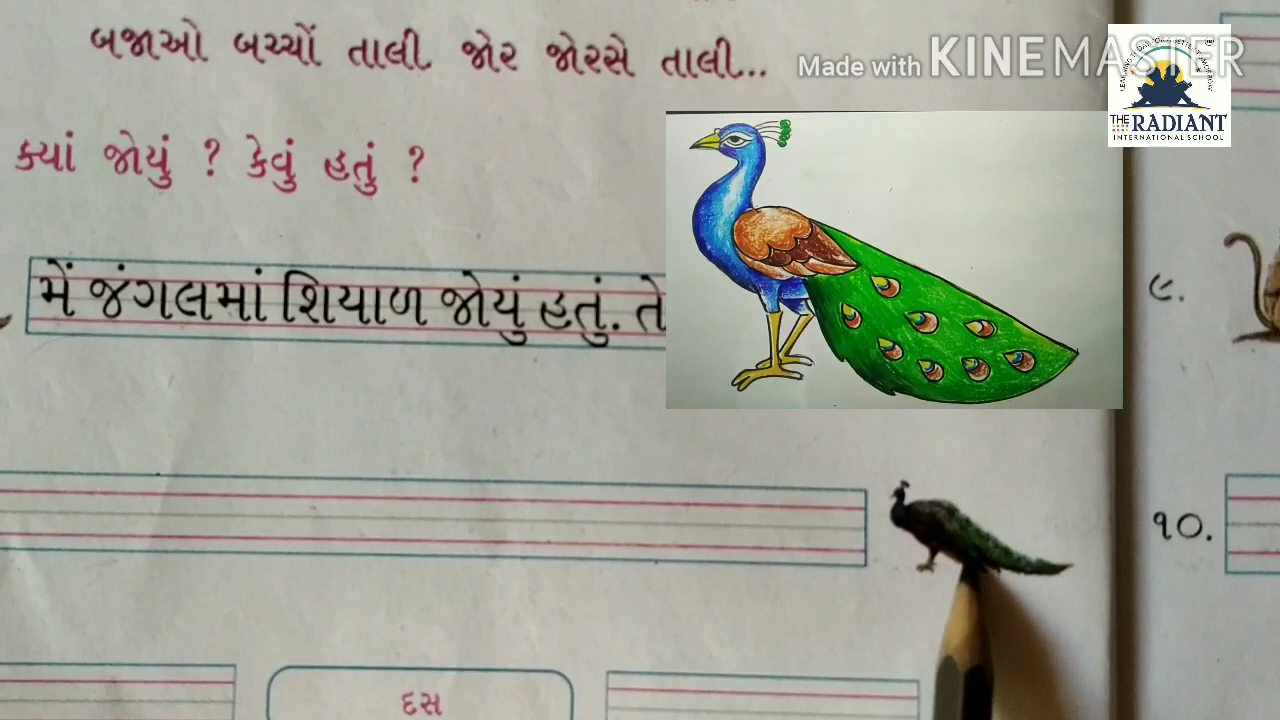 બજાઓ બચ્ચોં તાલી જોર જોરસે તાલી...
Made with KINEMASTER
THE RADIANT
INTERNATIONAL SCHOOL
ક્યાં જોયું ? કેવું હતું ?
મેં જંગલમાં શિયાળ જોયું હતું. તે
૯.
૧૦.
દસ